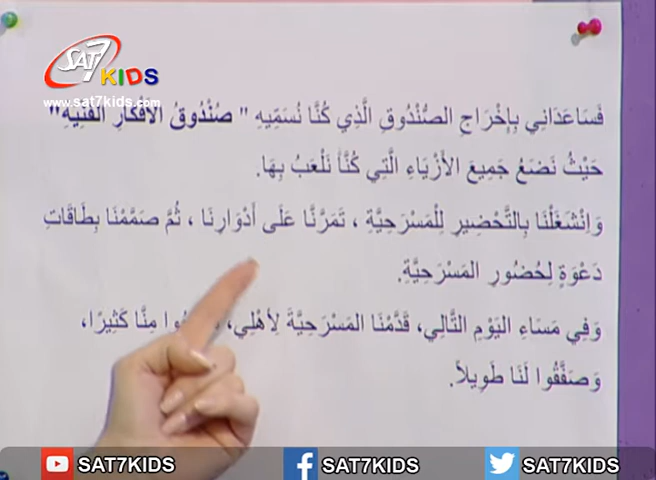 SAT7
KIDS
www.sat7kids.com
فَسَاعَدَانِي بِإِخْرَاجِ الصُّنْدُوقِ الَّذِي كُنَّا نُسَمِّيهِ " صُنْدُوقُ الأَفْكَارِ الفَنِّيَّةِ"
حَيْثُ نَضَعُ جَمِيعَ الأَزْيَاءِ الَّتِي كُنَّا نَلْعَبُ بِهَا.
وَانْشَغَلْنَا بِالتَّحْضِيرِ لِلْمَسْرَحِيَّةِ ، تَمَرَّنَّا عَلَى أَدْوَارِنَا ، ثُمَّ صَمَّمْنَا بِطَاقَاتِ
دَعْوَةٍ لِحُضُورِ المَسْرَحِيَّةِ.
وَفِي مَسَاءِ اليَوْمِ التَّالِي، قَدَّمْنَا المَسْرَحِيَّةَ لِأَهْلِي، مِنَّا كَثِيرًا،
وَصَفَّقُوا لَنَا طَوِيلاً.
SAT7KIDS SAT7KIDS SAT7KIDS